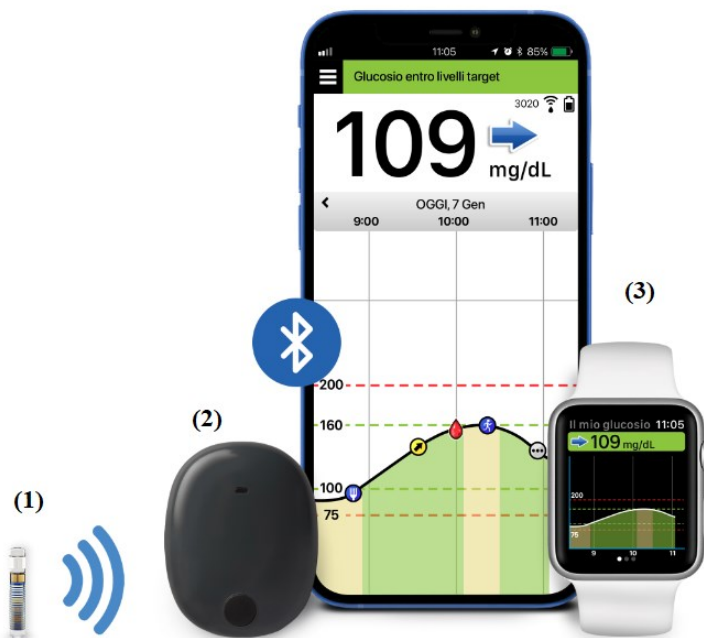 11:05
85%
Glucosio entro livelli target
3020
109
mg/dL
OGGI, 7 Gen
9:00 10:00 11:00
200
160
100
75
(1)
(2)
(3)
Il mio glucosio 11:05
109 mg/dL
200
75
9 10 11